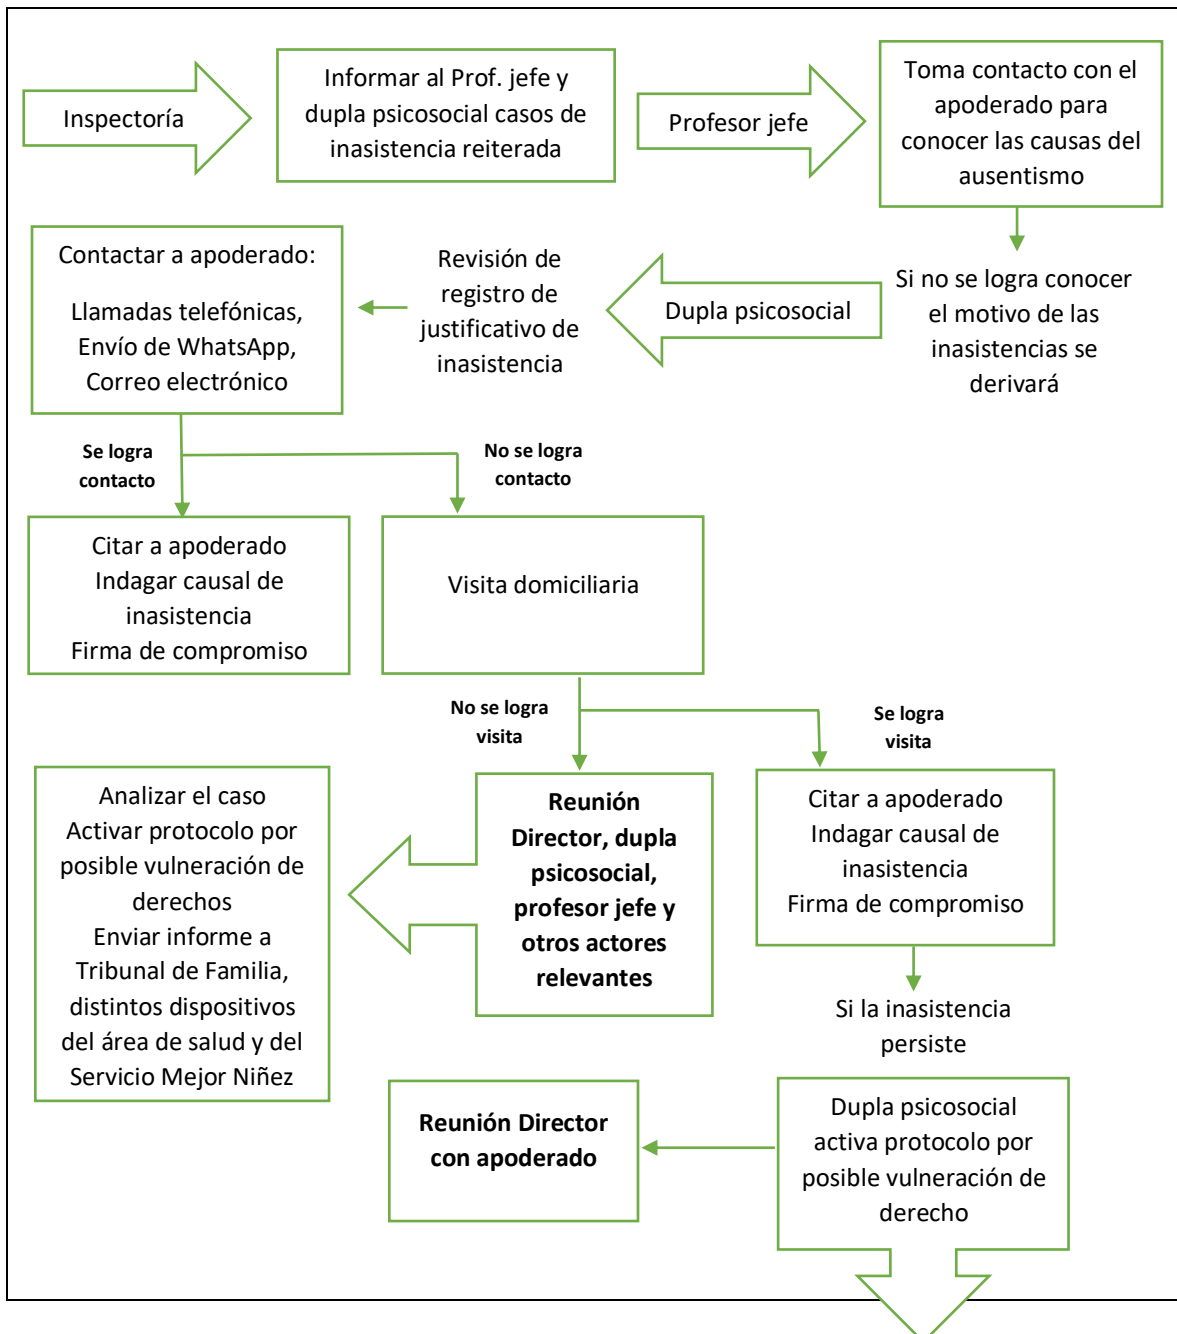 Inspectoría
Informar al Prof. jefe y
dupla psicosocial casos de
inasistencia reiterada
Profesor jefe
Toma contacto con el
apoderado para
conocer las causas del
ausentismo
Si no se logra conocer
el motivo de las
inasistencias se
derivará
Dupla psicosocial
Revisión de
registro de
justificativo de
inasistencia
Contactar a apoderado:
Llamadas telefónicas,
Envío de WhatsApp,
Correo electrónico
Se logra
contacto
No se logra
contacto
Citar a apoderado
Indagar causal de
inasistencia
Firma de compromiso
Visita domiciliaria
No se logra
visita
Se logra
visita
Reunión
Director, dupla
psicosocial,
profesor jefe y
otros actores
relevantes
Analizar el caso
Activar protocolo por
posible vulneración de
derechos
Enviar informe a
Tribunal de Familia,
distintos dispositivos
del área de salud y del
Servicio Mejor Niñez
Citar a apoderado
Indagar causal de
inasistencia
Firma de compromiso
Si la inasistencia
persiste
Dupla psicosocial
activa protocolo por
posible vulneración de
derecho
Reunión Director
con apoderado